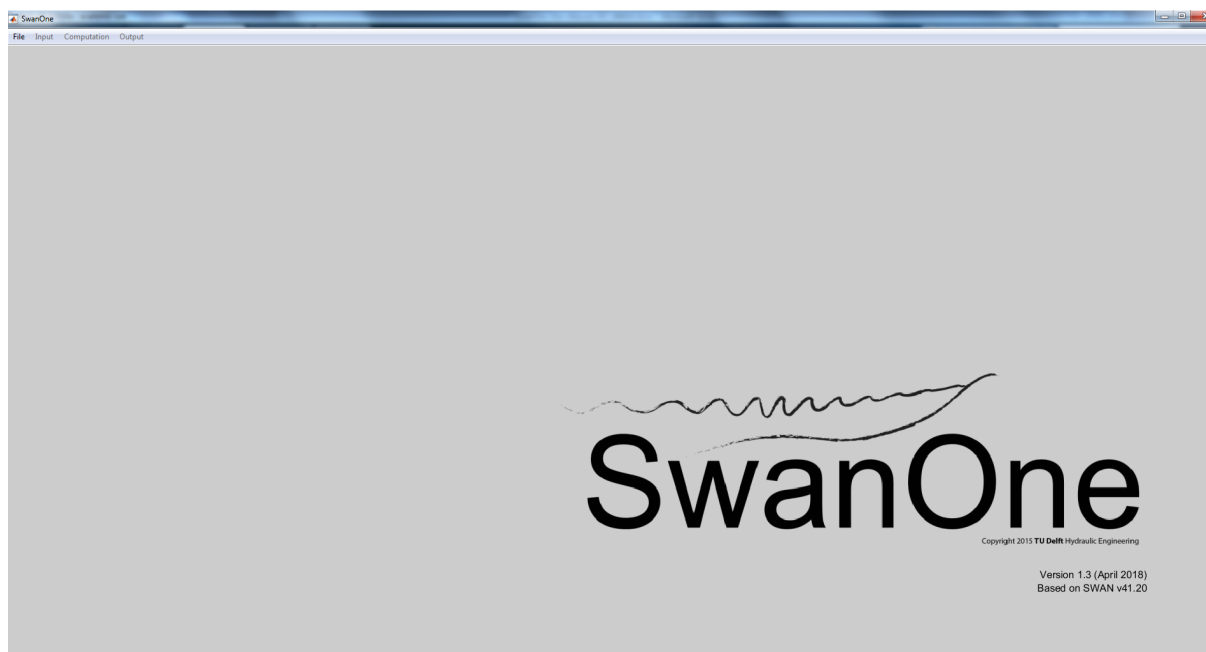 SwanOne
File Input Computation Output
SwanOne
Copyright 2015 TU Delft Hydraulic Engineering
Version 1.3 (April 2018)
Based on SWAN v41.20